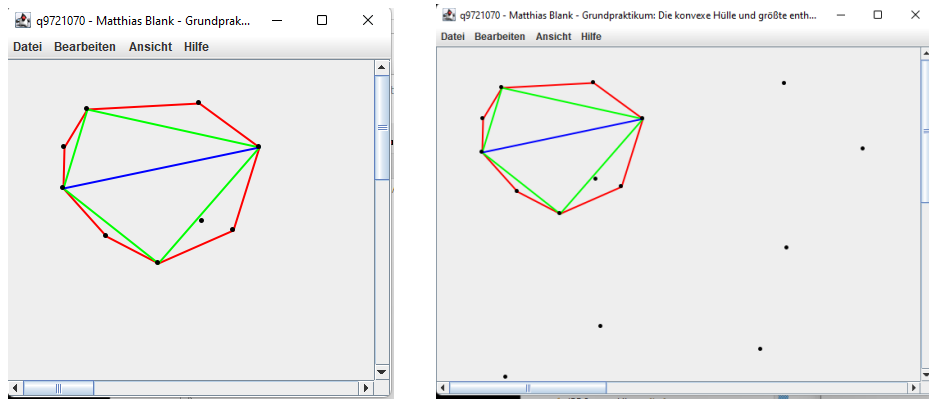 q9721070 - Matthias Blank - Grundprak...
Datei Bearbeiten Ansicht Hilfe
q9721070 - Matthias Blank - Grundpraktikum: Die konvexe Hülle und größte enth...
Datei Bearbeiten Ansicht Hilfe